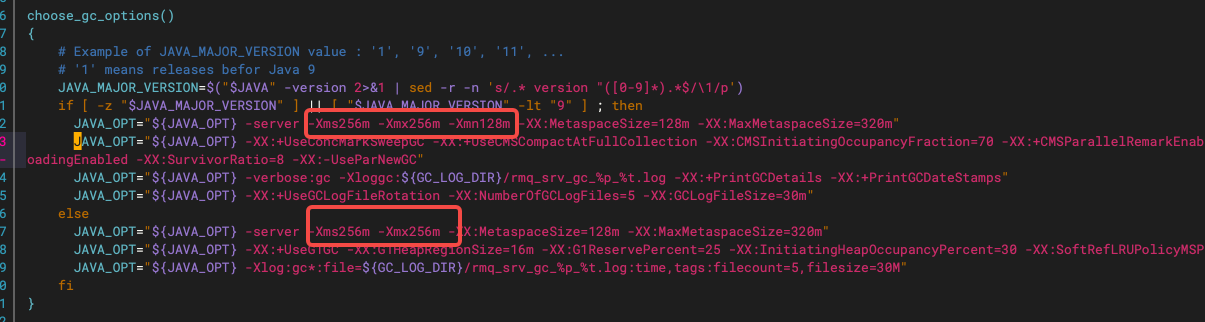 6 choose_gc_options()
7 {
8 # Example of JAVA_MAJOR_VERSION value : '1', '9', '10', '11', ...
9 # '1' means releases befor Java 9
0 JAVA_MAJOR_VERSION=$("$JAVA" -version 2>&1 | sed -r -n 's/.* version "([0-9]*).*$/\1/p')
1 if [ -z "$JAVA_MAJOR_VERSION" ] || [ "$JAVA_MAJOR_VERSION" -lt "9" ] ; then
2 JAVA_OPT="${JAVA_OPT} -server -Xms256m -Xmx256m -Xmn128m -XX:MetaspaceSize=128m -XX:MaxMetaspaceSize=320m"
3 JAVA_OPT="${JAVA_OPT} -XX:+UseConcMarkSweepGC -XX:+UseCMSCompactAtFullCollection -XX:CMSInitiatingOccupancyFraction=70 -XX:+CMSParallelRemarkEnab
- oadingEnabled -XX:SurvivorRatio=8 -XX:-UseParNewGC"
4 JAVA_OPT="${JAVA_OPT} -verbose:gc -Xloggc:${GC_LOG_DIR}/rmq_srv_gc_%p_%t.log -XX:+PrintGCDetails -XX:+PrintGCDateStamps"
5 JAVA_OPT="${JAVA_OPT} -XX:+UseGCLogFileRotation -XX:NumberOfGCLogFiles=5 -XX:GCLogFileSize=30m"
6 else
7 JAVA_OPT="${JAVA_OPT} -server -Xms256m -Xmx256m -XX:MetaspaceSize=128m -XX:MaxMetaspaceSize=320m"
8 JAVA_OPT="${JAVA_OPT} -XX:+UseG1GC -XX:G1HeapRegionSize=16m -XX:G1ReservePercent=25 -XX:InitiatingHeapOccupancyPercent=30 -XX:SoftRefLRUPolicyMSP
9 JAVA_OPT="${JAVA_OPT} -Xlog:gc*:file=${GC_LOG_DIR}/rmq_srv_gc_%p_%t.log:time,tags:filecount=5,filesize=30M"
0 fi
1 }
2